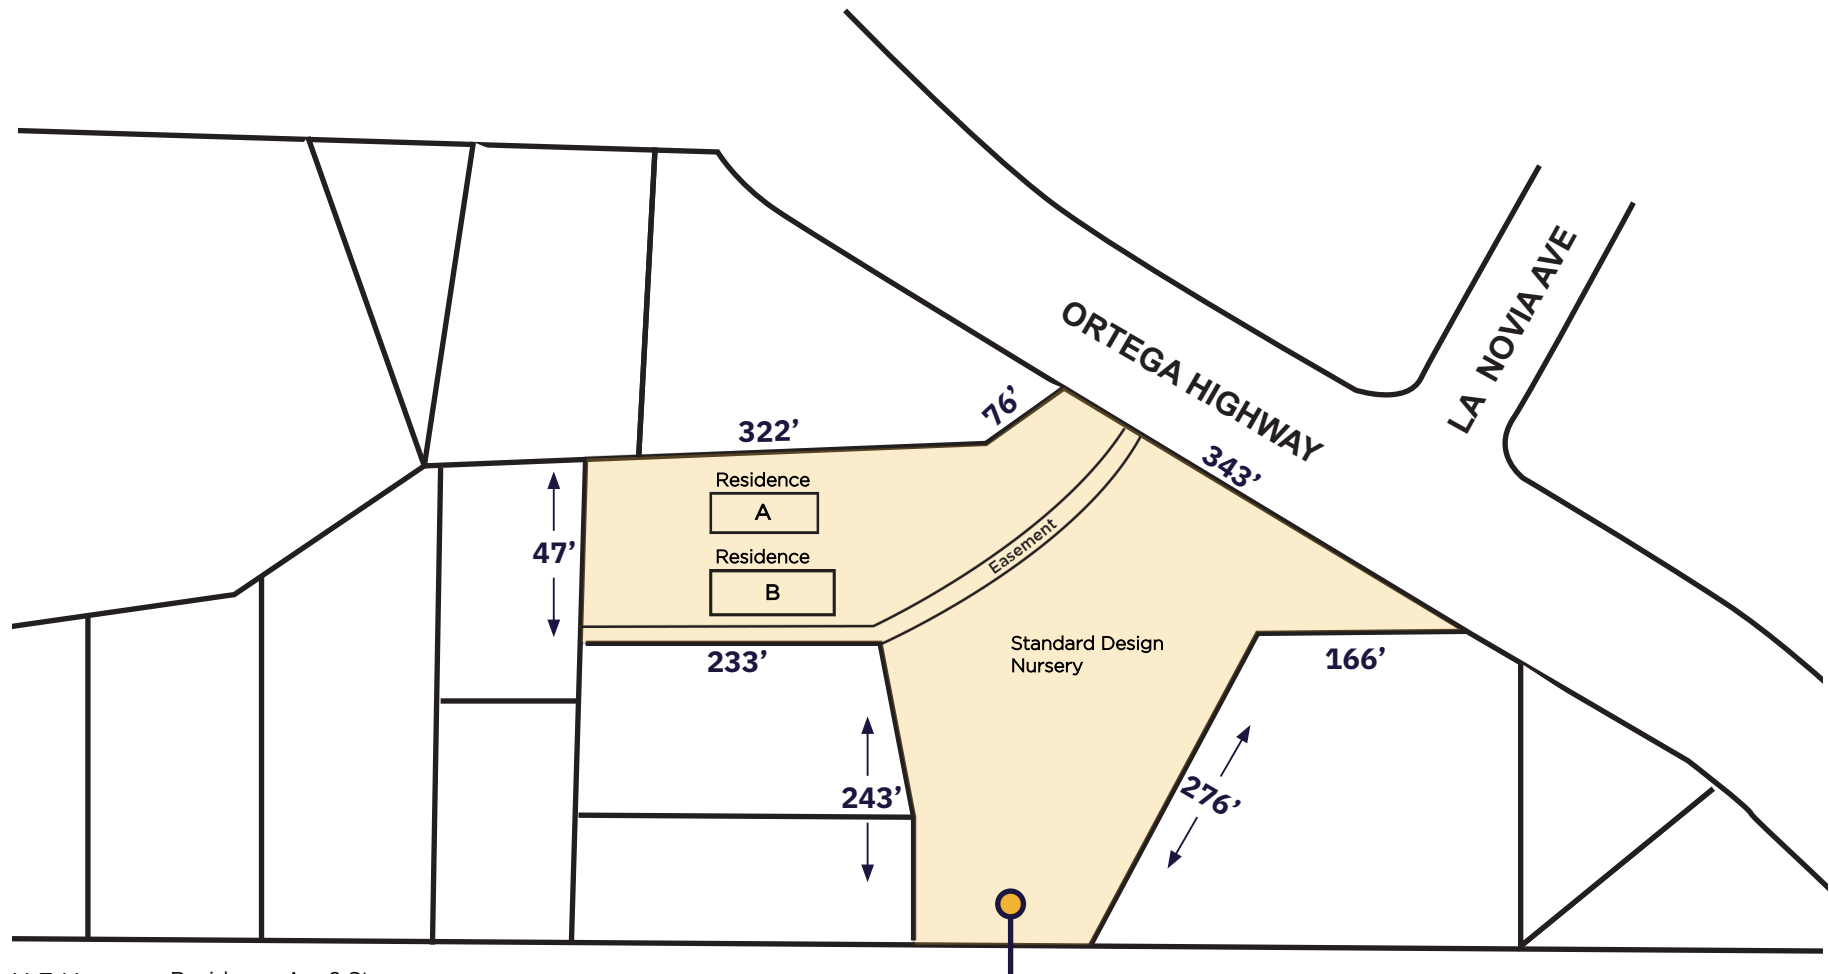 ORTEGA HIGHWAY
LA NOVIA AVE
76’
322’
343’
Residence
A
47’
Residence
B
Easement
Standard Design
Nursery
233’
166’
243’
276’